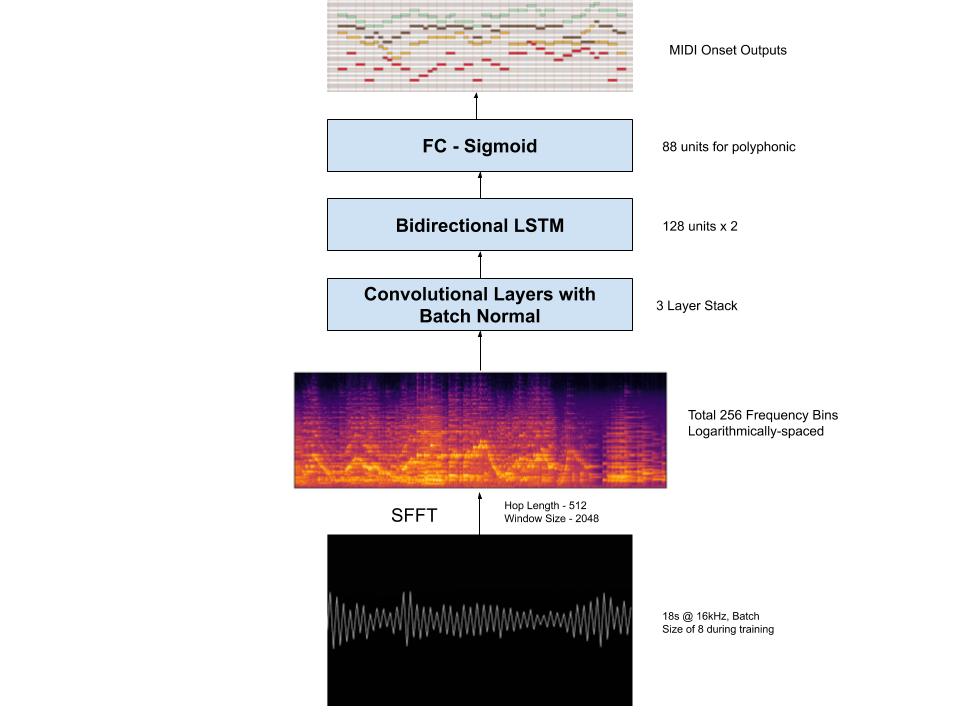 MIDI Onset Outputs
FC - Sigmoid
88 units for polyphonic
Bidirectional LSTM
128 units x 2
Convolutional Layers with
Batch Normal
3 Layer Stack
Total 256 Frequency Bins
Logarithmically-spaced
SFFT
Hop Length - 512
Window Size - 2048
18s @ 16kHz, Batch
Size of 8 during training